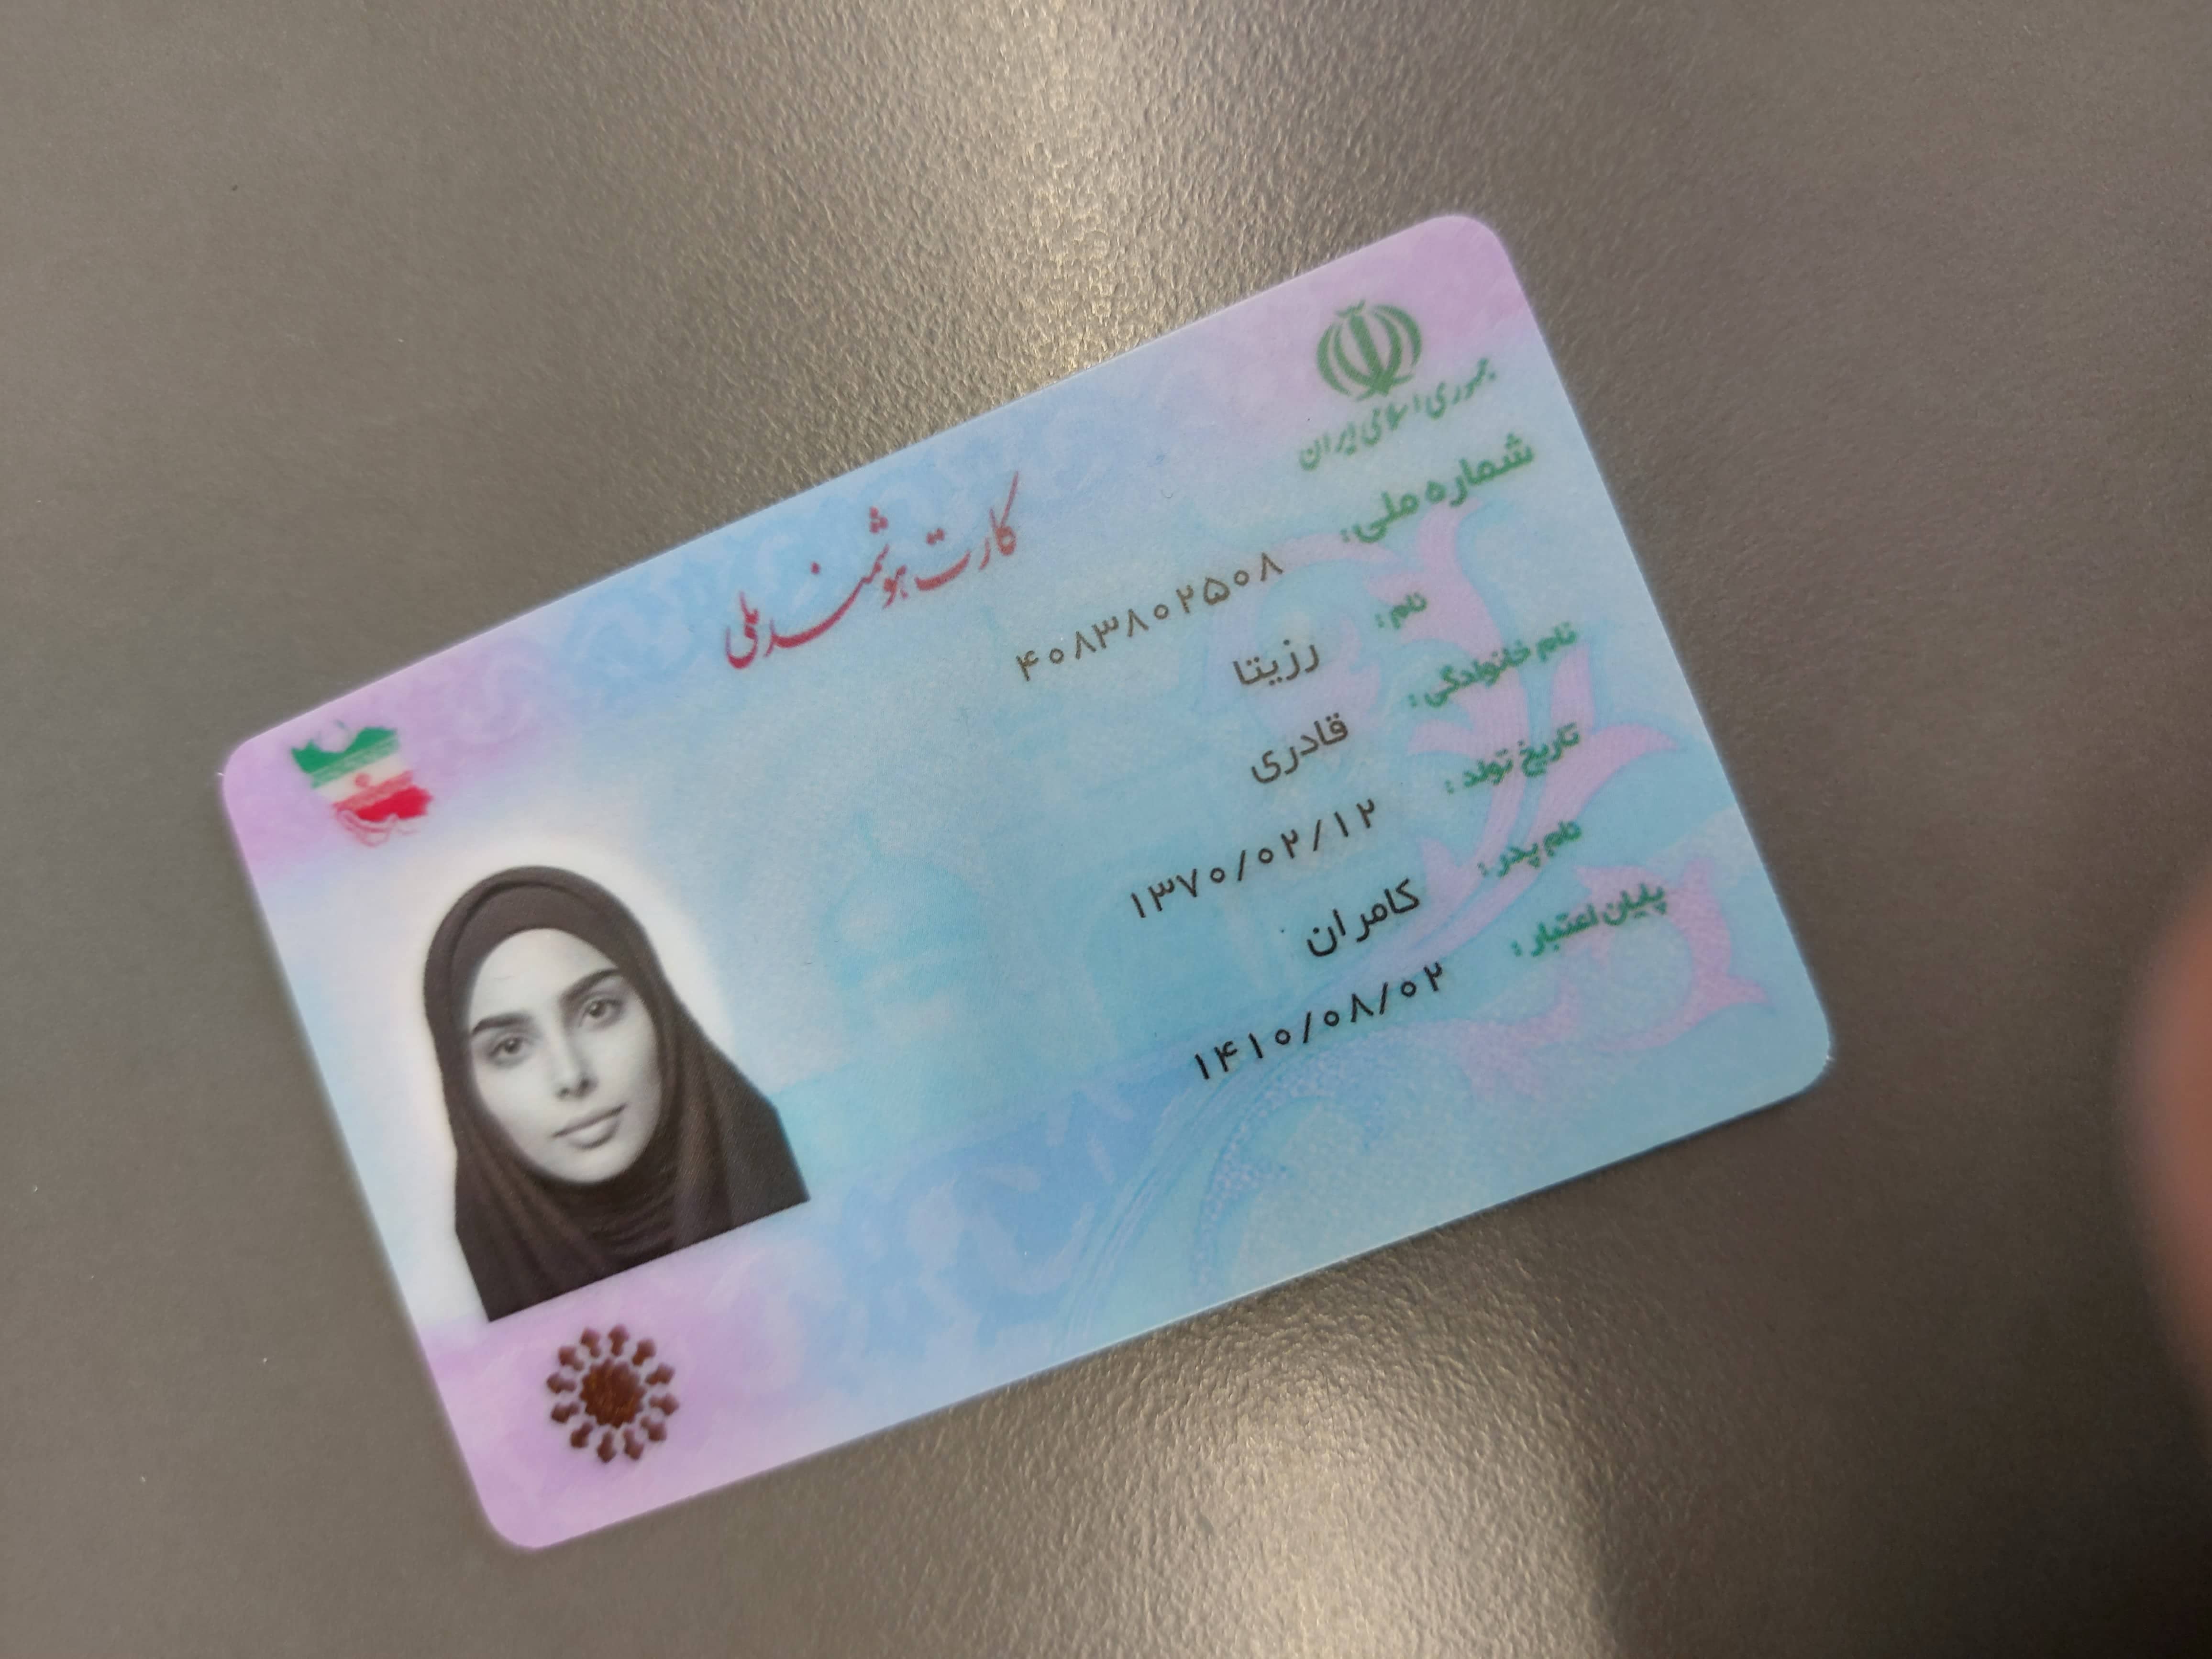 جمهوری اسلامی ایران
کارت هوشمند ملی
شماره ملی: ۴۰۸۳۸۰۲۵۰۸
نام: رزیتا
نام خانوادگی: قادری
تاریخ تولد: ۱۳۷۰/۰۲/۱۲
نام پدر: کامران
پایان اعتبار: ۱۴۱۰/۰۸/۰۲